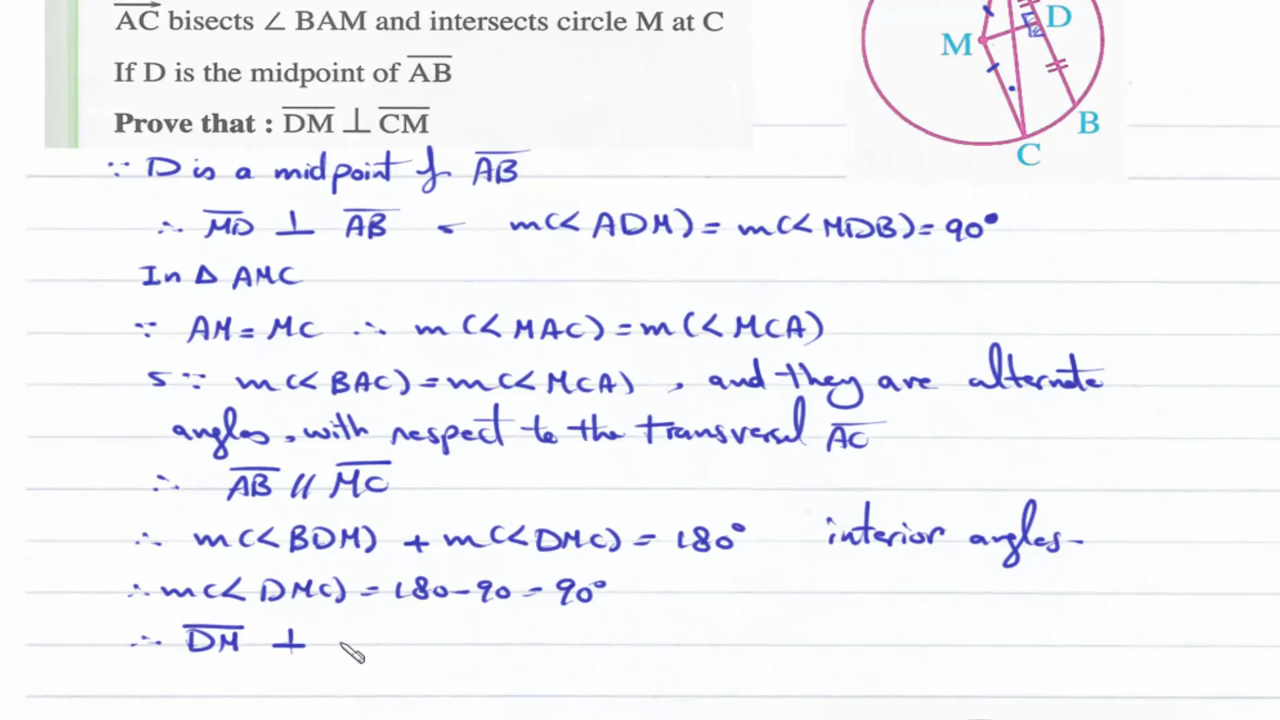 AC bisects ∠ BAM and intersects circle M at C
If D is the midpoint of AB
Prove that : DM ⊥ CM
M
D
B
C
∵ D is a midpoint of AB
∴ MD ⊥ AB , m(< ADM) = m(< MDB) = 90°
In Δ AMC
∵ AM = MC ∴ m (< MAC) = m (< MCA)
, ∵ m(< BAC) = m(< MCA) , and they are alternate
angles, with respect to the transversal AC
∴ AB // MC
∴ m(< BDM) + m(< DMC) = 180° interior angles-
∴ m(< DMC) = 180 - 90 = 90°
∴ DM ⊥